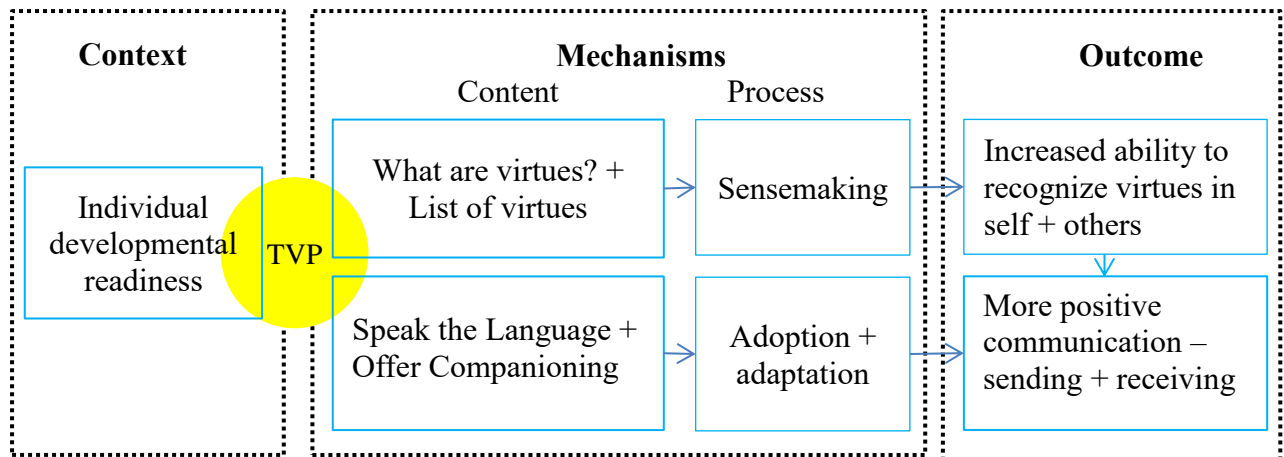 Context
Individual
developmental
readiness
TVP
Mechanisms
Content
Process
What are virtues? +
List of virtues
Sensemaking
Speak the Language +
Offer Companioning
Adoption +
adaptation
Outcome
Increased ability to
recognize virtues in
self + others
More positive
communication –
sending + receiving